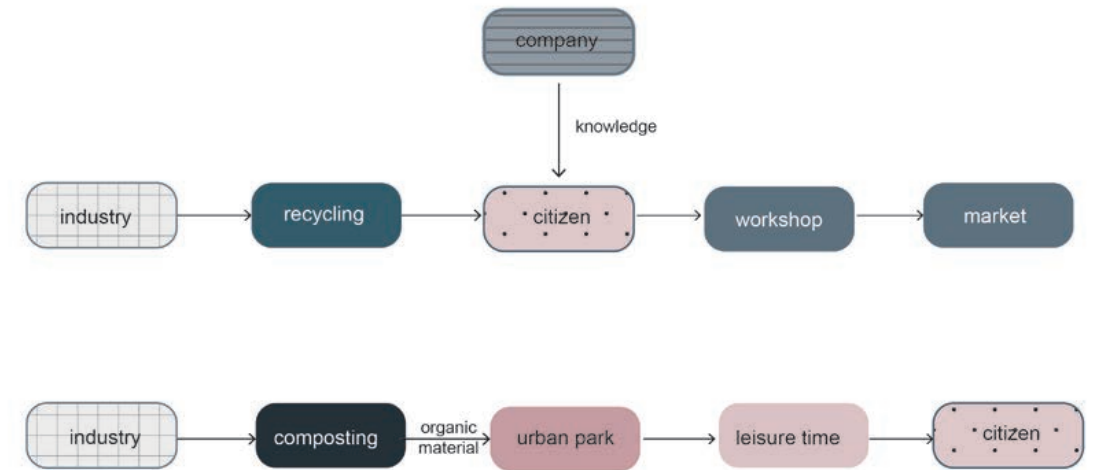 company
knowledge
industry
recycling
citizen
workshop
market
industry
composting
organic
material
urban park
leisure time
citizen